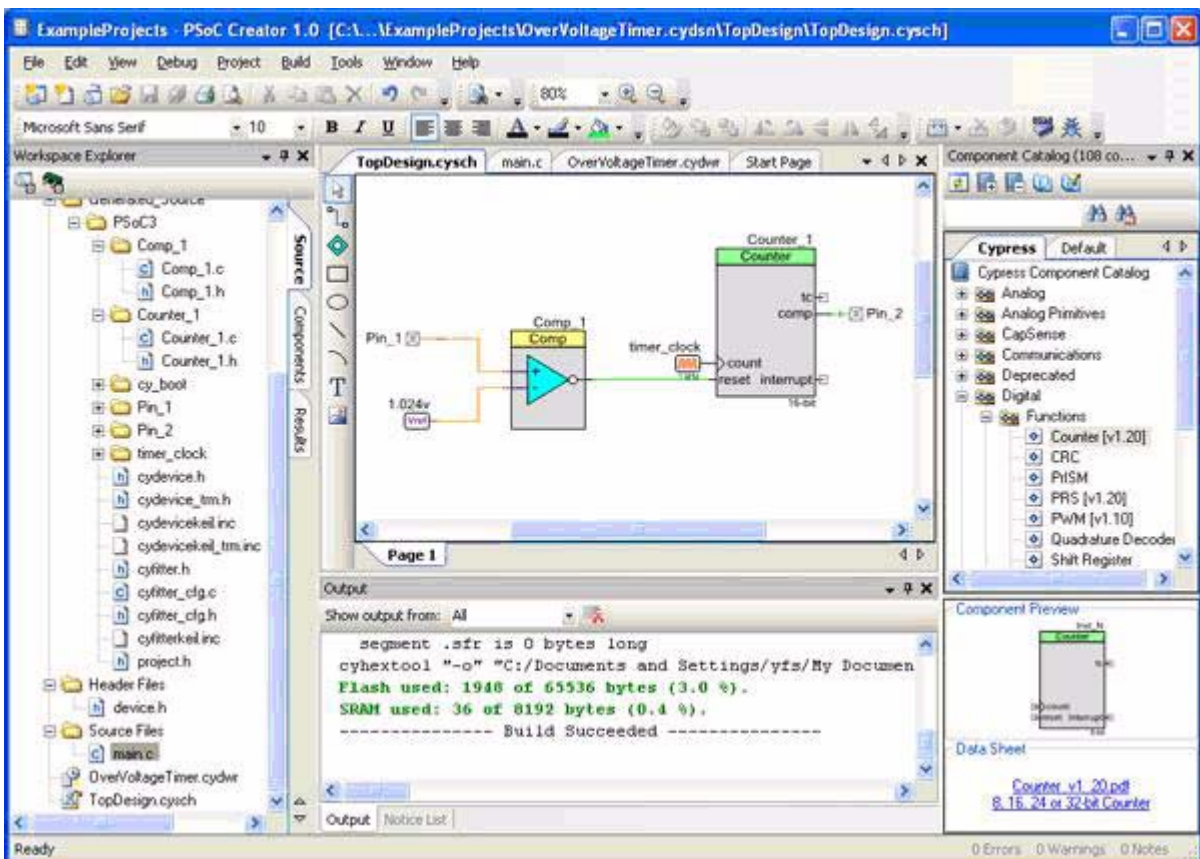 ExampleProjects - PSoC Creator 1.0 [C:\...\ExampleProjects\OverVoltageTimer.cydsn\TopDesign\TopDesign.cysch]
File Edit View Debug Project Build Tools Window Help
80%
Microsoft Sans Serif 10 B I U A
Workspace Explorer
Generated_Source
PSoC3
Comp_1
Comp_1.c
Comp_1.h
Counter_1
Counter_1.c
Counter_1.h
cy_boot
Pin_1
Pin_2
timer_clock
cydevice.h
cydevice_trm.h
cydevicekeil.inc
cydevicekeil_trm.inc
cyfitter.h
cyfitter_cfg.c
cyfitter_cfg.h
cyfitterkeil.inc
project.h
Header Files
device.h
Source Files
main.c
OverVoltageTimer.cydwr
TopDesign.cysch
Source
Components
Results
TopDesign.cysch main.c OverVoltageTimer.cydwr Start Page
T
Pin_1
1.024v
Vref
Comp_1
Comp
timer_clock
Counter_1
Counter
tc
comp
Pin_2
count
reset interrupt
16-bit
Page 1
Output
Show output from: All
segment .sfr is 0 bytes long
cyhextool "-o" "C:/Documents and Settings/yfs/My Documen
Flash used: 1948 of 65536 bytes (3.0 %).
SRAM used: 36 of 8192 bytes (0.4 %).
--------------- Build Succeeded ---------------
Output Notice List
Component Catalog (108 co...
Cypress Default
Cypress Component Catalog
Analog
Analog Primitives
CapSense
Communications
Deprecated
Digital
Functions
Counter [v1.20]
CRC
PrISM
PRS [v1.20]
PWM [v1.10]
Quadrature Decoder
Shift Register
Component Preview
Inst_N
Counter
Data Sheet
Counter_v1_20.pdf
8, 16, 24 or 32-bit Counter
Ready
0 Errors 0 Warnings 0 Notes